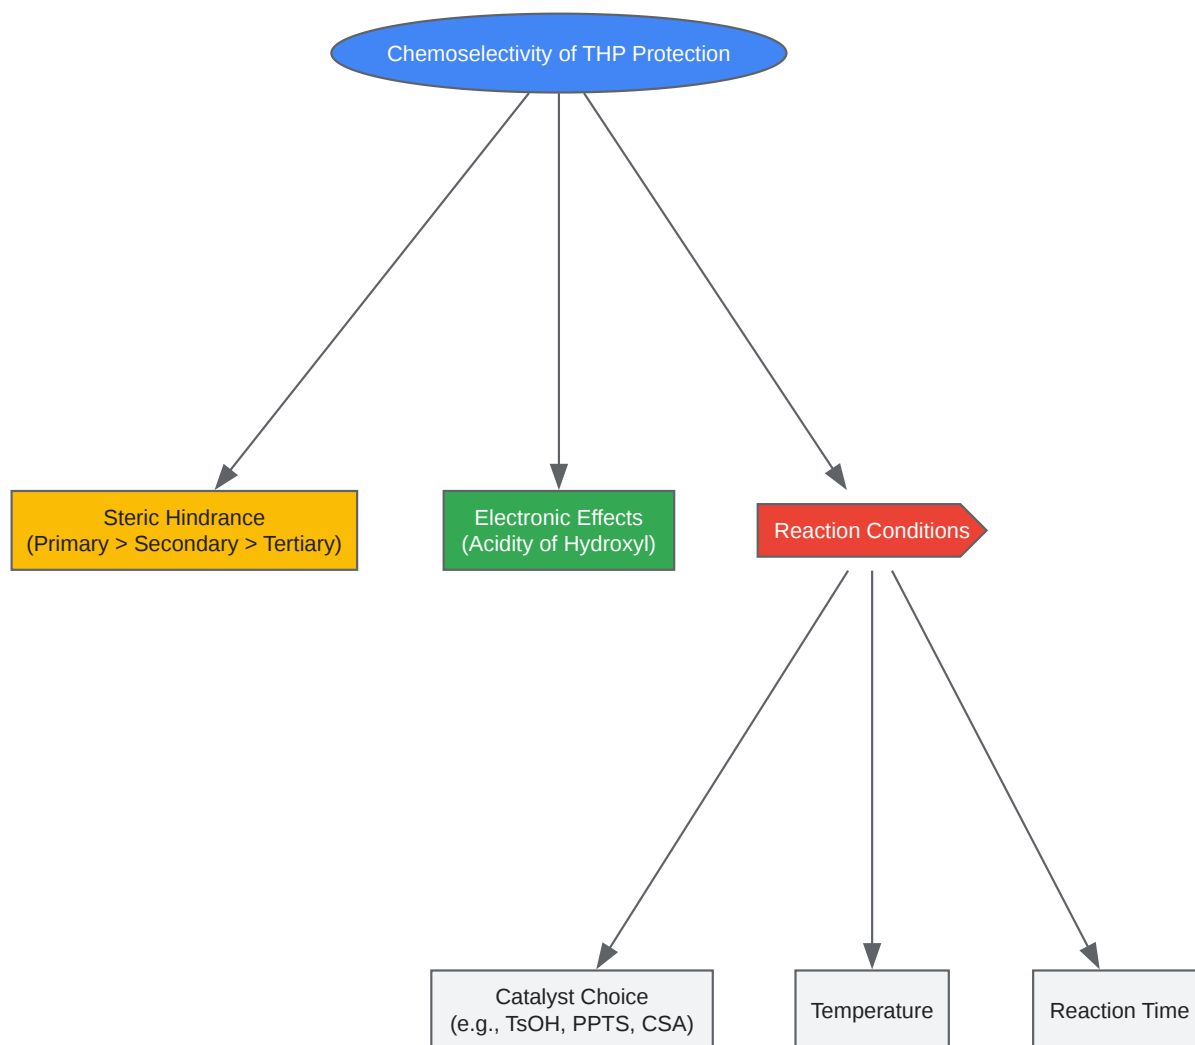 Chemoselectivity of THP Protection
Steric Hindrance
(Primary > Secondary > Tertiary)
Electronic Effects
(Acidity of Hydroxyl)
Reaction Conditions
Catalyst Choice
(e.g., TsOH, PPTS, CSA)
Temperature
Reaction Time